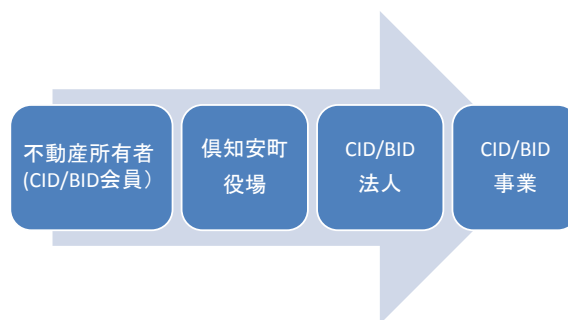 不動産所有者
(CID/BID会員）
倶知安町
役場
CID/BID
法人
CID/BID
事業